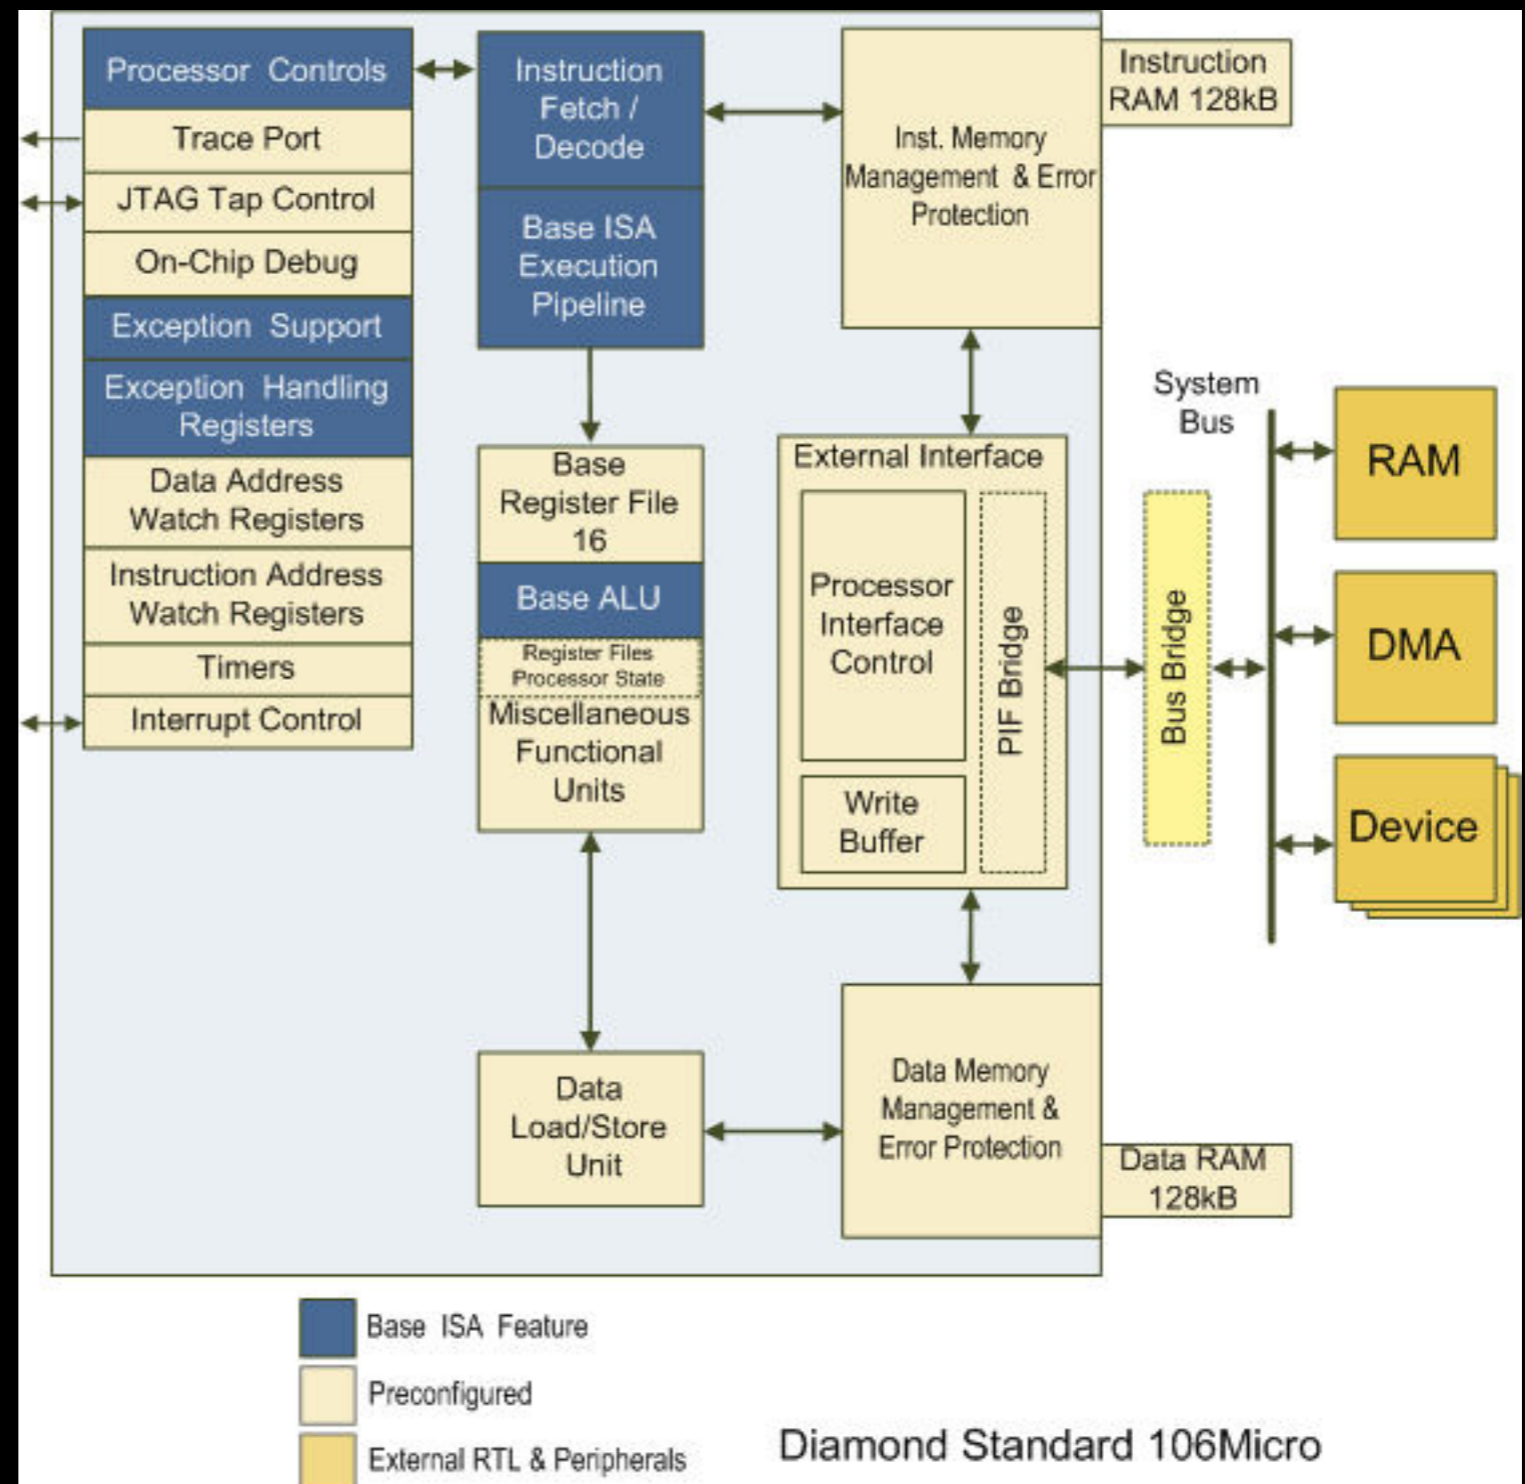 Processor Controls
Trace Port
JTAG Tap Control
On-Chip Debug
Exception Support
Exception Handling
Registers
Data Address
Watch Registers
Instruction Address
Watch Registers
Timers
Interrupt Control
Instruction
Fetch /
Decode
Base ISA
Execution
Pipeline
Base
Register File
16
Base ALU
Register Files
Processor State
Miscellaneous
Functional
Units
Data
Load/Store
Unit
Inst. Memory
Management & Error
Protection
Instruction
RAM 128kB
External Interface
Processor
Interface
Control
Write
Buffer
PIF Bridge
Data Memory
Management &
Error Protection
Data RAM
128kB
Bus Bridge
System
Bus
RAM
DMA
Device
Base ISA Feature
Preconfigured
External RTL & Peripherals
Diamond Standard 106Micro